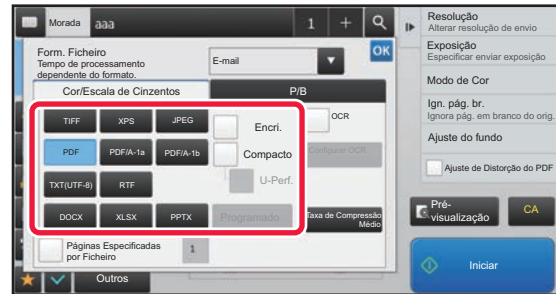 Morada
aaa
1
Form. Ficheiro
Tempo de processamento
dependente do formato.
E-mail
OK
Cor/Escala de Cinzentos
P/B
TIFF
XPS
JPEG
Encri.
OCR
PDF
PDF/A-1a
PDF/A-1b
Compacto
Configurar OCR
TXT(UTF-8)
RTF
U-Perf.
DOCX
XLSX
PPTX
Programado
Taxa de Compressão
Médio
Páginas Especificadas
por Ficheiro
1
Outros
Resolução
Alterar resolução de envio
Exposição
Especificar enviar exposição
Modo de Cor
Ign. pág. br.
Ignora pág. em branco do orig.
Ajuste do fundo
Ajuste de Distorção do PDF
Pré-
visualização
CA
Iniciar